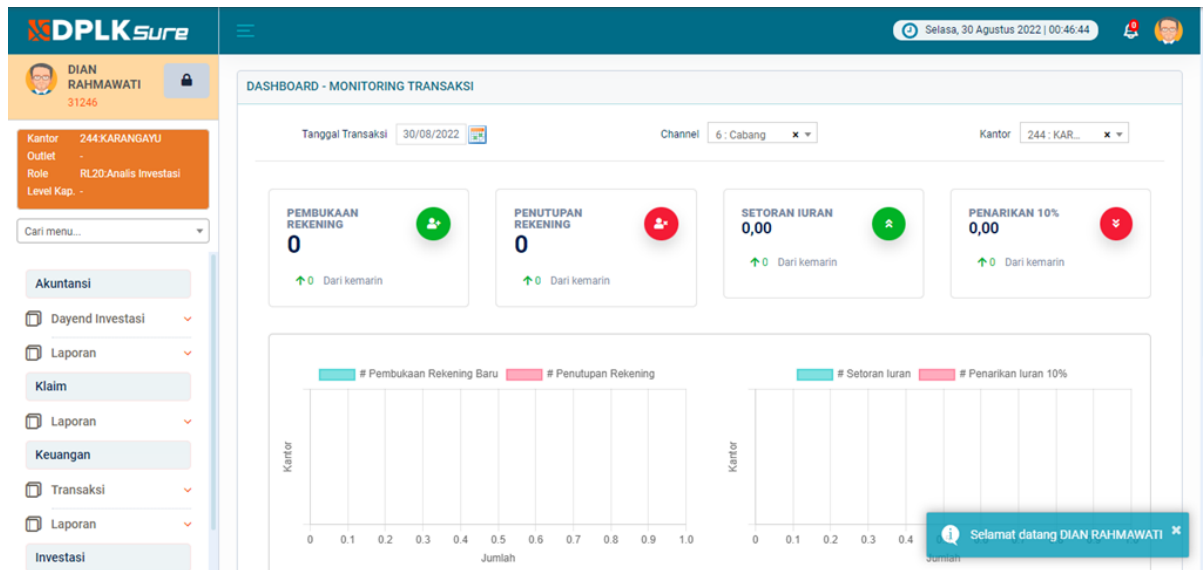 DPLKSure
Selasa, 30 Agustus 2022 | 00:46:44
DIAN
RAHMAWATI
31246
Kantor 244:KARANGAYU
Outlet -
Role RL20:Analis Investasi
Level Kap. -
Cari menu...
Akuntansi
Dayend Investasi
Laporan
Klaim
Laporan
Keuangan
Transaksi
Laporan
Investasi
DASHBOARD - MONITORING TRANSAKSI
Tanggal Transaksi 30/08/2022
Channel 6 : Cabang x
Kantor 244 : KAR... x
PEMBUKAAN
REKENING
0
0 Dari kemarin
PENUTUPAN
REKENING
0
0 Dari kemarin
SETORAN IURAN
0,00
0 Dari kemarin
PENARIKAN 10%
0,00
0 Dari kemarin
# Pembukaan Rekening Baru # Penutupan Rekening
Kantor
0 0.1 0.2 0.3 0.4 0.5 0.6 0.7 0.8 0.9 1.0
Jumlah
# Setoran Iuran # Penarikan Iuran 10%
Kantor
0 0.1 0.2 0.3 0.4
Jumlah
Selamat datang DIAN RAHMAWATI ×